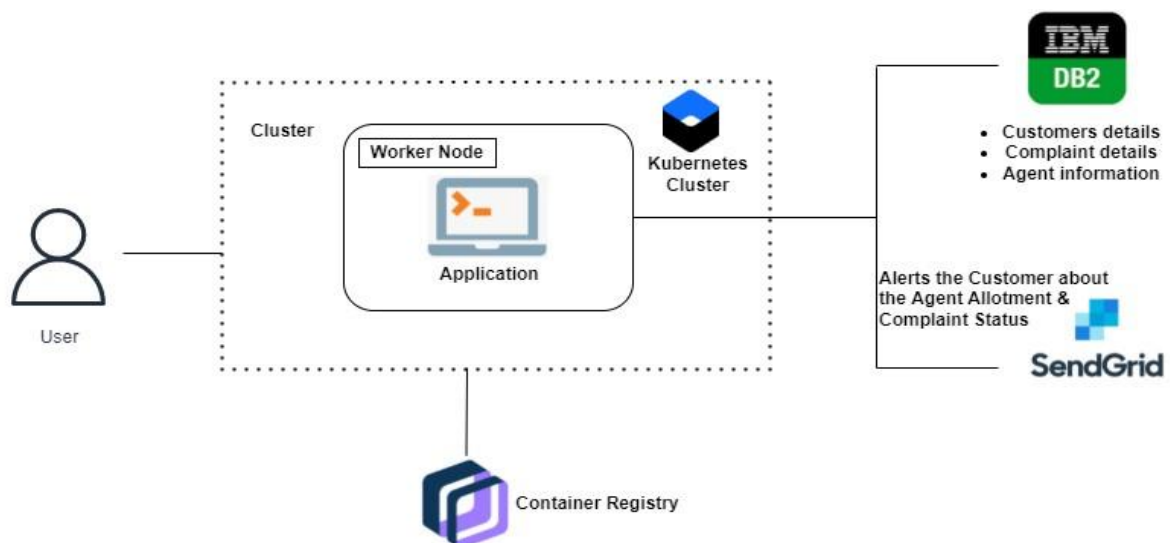 IBM
DB2
• Customers details
• Complaint details
• Agent information
Cluster
Worker Node
Kubernetes
Cluster
Application
User
Alerts the Customer about
the Agent Allotment &
Complaint Status
SendGrid
Container Registry